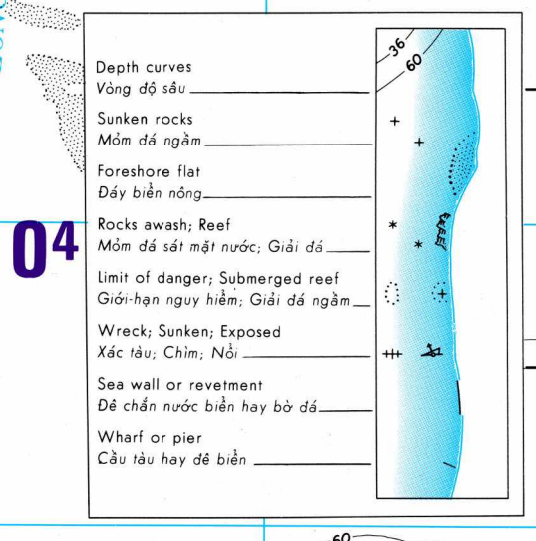 Depth curves
Vòng độ sâu
Sunken rocks
Mỏm đá ngầm
Foreshore flat
Đáy biển nông
Rocks awash; Reef
Mỏm đá sát mặt nước; Giải đá
Limit of danger; Submerged reef
Giới-hạn nguy hiểm; Giải đá ngầm
Wreck; Sunken; Exposed
Xác tàu; Chìm; Nổi
Sea wall or revetment
Đê chắn nước biển hay bờ đá
Wharf or pier
Cầu tàu hay đê biển
36
60
04
60